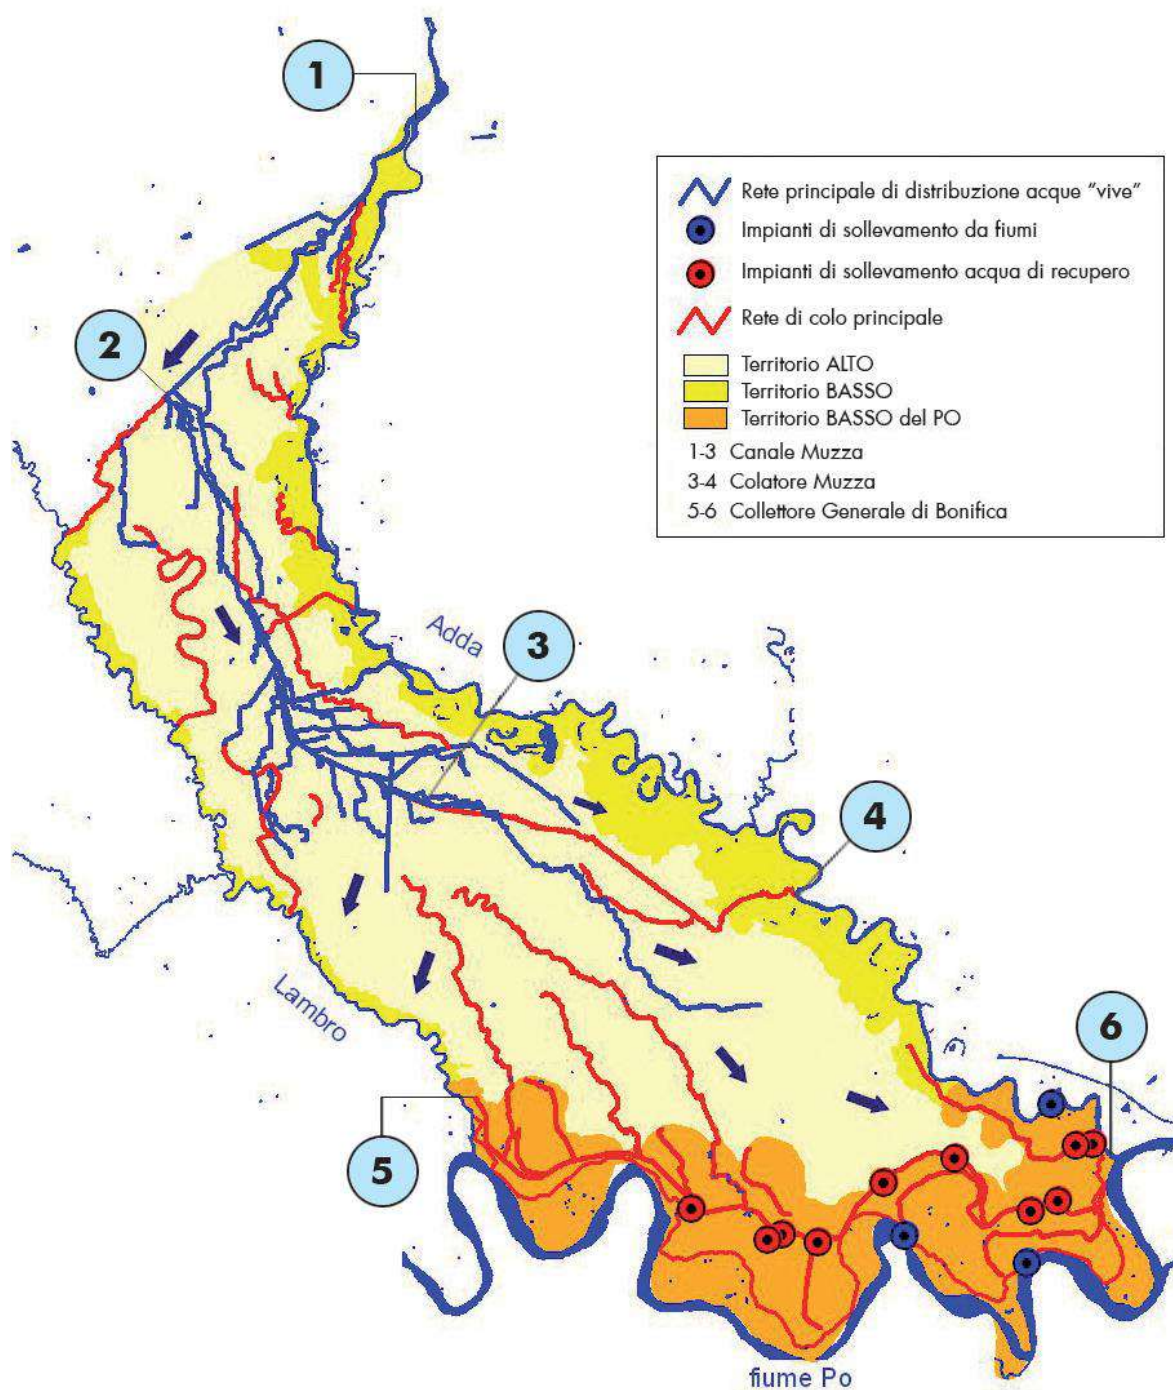 1
Rete principale di distribuzione acque “vive”
Impianti di sollevamento da fiumi
Impianti di sollevamento acqua di recupero
Rete di colo principale
2
Territorio ALTO
Territorio BASSO
Territorio BASSO del PO
1-3 Canale Muzza
3-4 Colatore Muzza
5-6 Collettore Generale di Bonifica
Adda
3
4
Lambro
6
5
fiume Po